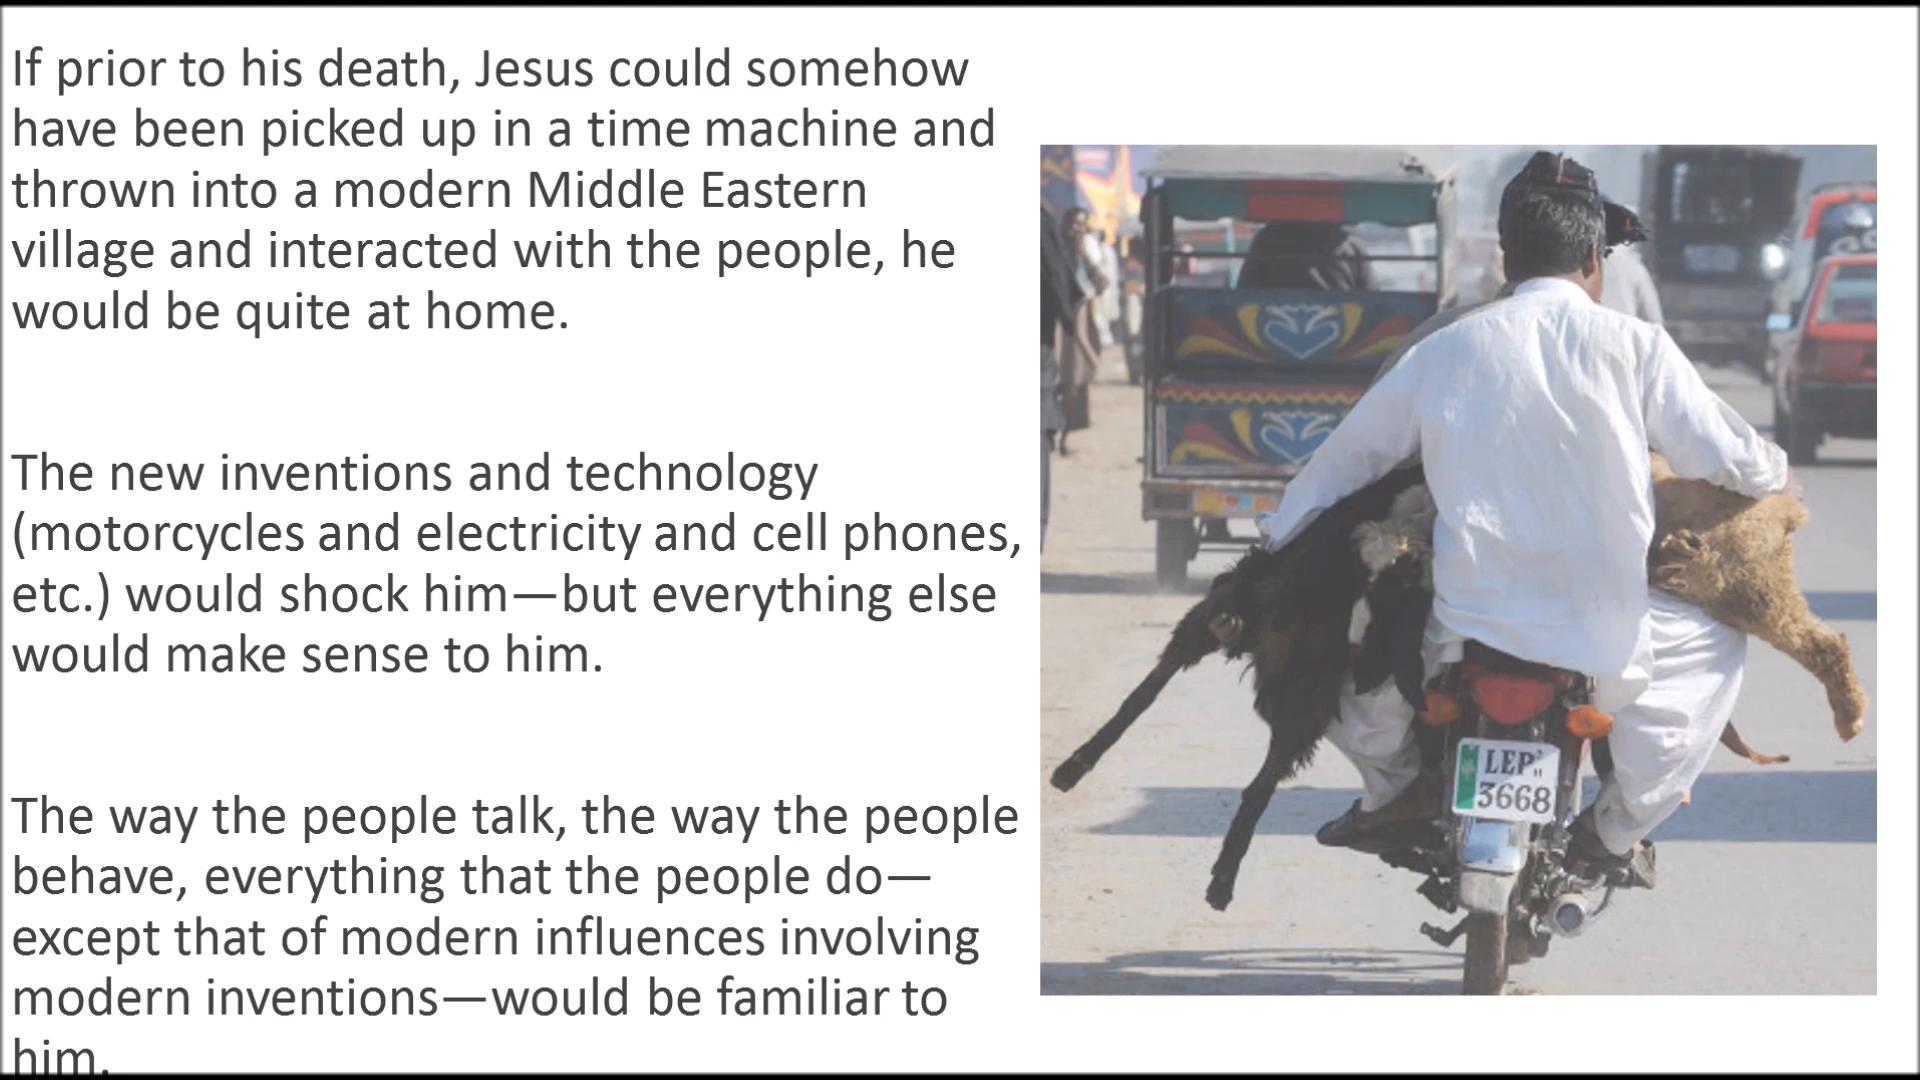 If prior to his death, Jesus could somehow
have been picked up in a time machine and
thrown into a modern Middle Eastern
village and interacted with the people, he
would be quite at home.
The new inventions and technology
(motorcycles and electricity and cell phones,
etc.) would shock him—but everything else
would make sense to him.
The way the people talk, the way the people
behave, everything that the people do—
except that of modern influences involving
modern inventions—would be familiar to
him.
LEP
3668